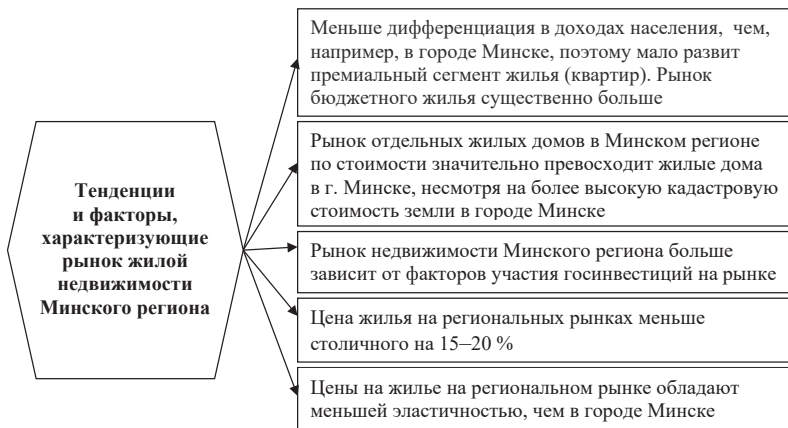 Тенденции
и факторы,
характеризующие
рынок жилой
недвижимости
Минского региона
Меньше дифференциация в доходах населения, чем,
например, в городе Минске, поэтому мало развит
премиальный сегмент жилья (квартир). Рынок
бюджетного жилья существенно больше
Рынок отдельных жилых домов в Минском регионе
по стоимости значительно превосходит жилые дома
в г. Минске, несмотря на более высокую кадастровую
стоимость земли в городе Минске
Рынок недвижимости Минского региона больше
зависит от факторов участия госинвестиций на рынке
Цена жилья на региональных рынках меньше
столичного на 15–20 %
Цены на жилье на региональном рынке обладают
меньшей эластичностью, чем в городе Минске